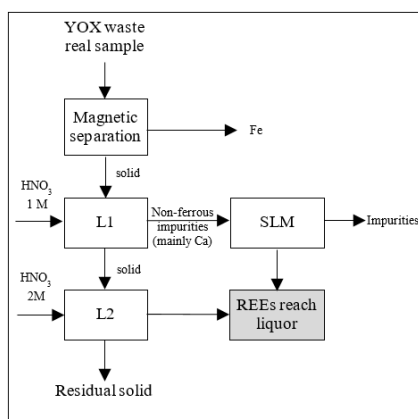 YOX waste
real sample
Magnetic
separation
Fe
solid
HNO3
1 M
L1
Non-ferrous
impurities
(mainly Ca)
SLM
Impurities
solid
HNO3
2M
L2
REEs reach
liquor
Residual solid